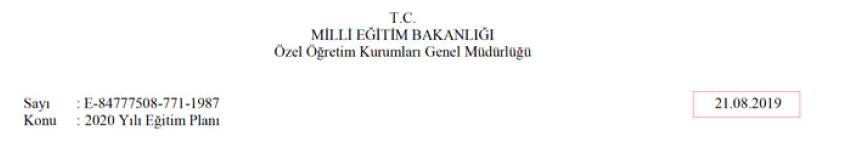 T.C.
MİLLİ EĞİTİM BAKANLIĞI
Özel Öğretim Kurumları Genel Müdürlüğü
Sayı : E-84777508-771-1987 21.08.2019
Konu : 2020 Yılı Eğitim Planı